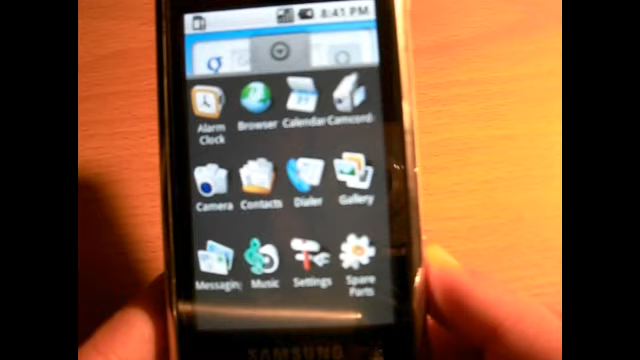 8:41 PM
Alarm Clock
Browser
Calendar
Camcord
Camera
Contacts
Dialer
Gallery
Messaging
Music
Settings
Spare Parts
SAMSUNG